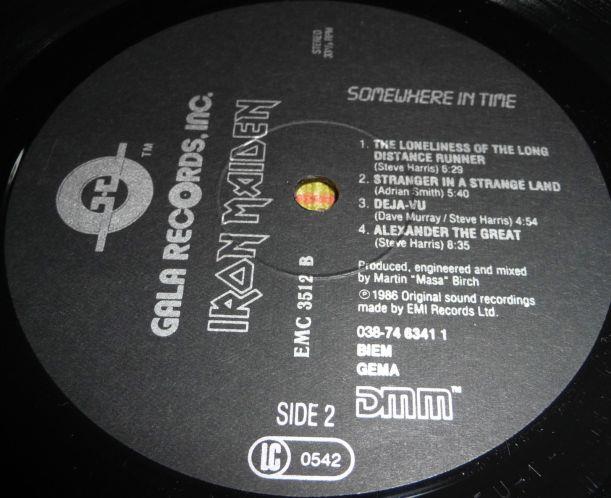 STEREO
33⅓ RPM
SOMEWHERE IN TIME
G
TM
GALA RECORDS, INC.
IRON MAIDEN
EMC 3512 B
1. THE LONELINESS OF THE LONG
DISTANCE RUNNER
(Steve Harris) 6:29
2. STRANGER IN A STRANGE LAND
(Adrian Smith) 5:40
3. DEJA-VU
(Dave Murray/Steve Harris) 4:54
4. ALEXANDER THE GREAT
(Steve Harris) 8:35
Produced, engineered and mixed
by Martin "Masa" Birch
℗ 1986 Original sound recordings
made by EMI Records Ltd.
038-74 6341 1
BIEM
GEMA
DMM™
SIDE 2
LC 0542